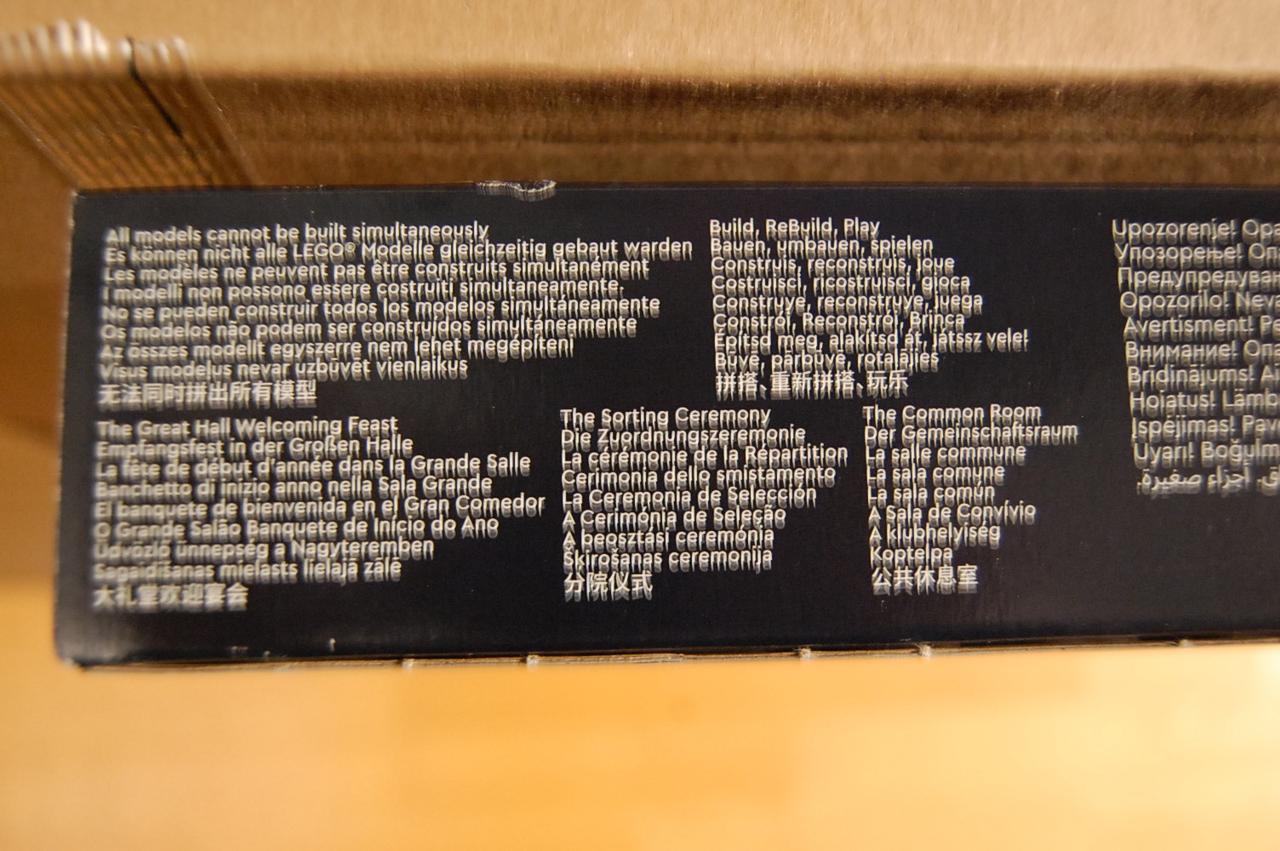 All models cannot be built simultaneously
Es können nicht alle LEGO® Modelle gleichzeitig gebaut warden
Les modèles ne peuvent pas être construits simultanément
I modelli non possono essere costruiti simultaneamente.
No se pueden construir todos los modelos simultáneamente
Os modelos não podem ser construídos simultáneamente
Az összes modellt egyszerre nem lehet megépíteni
Visus modeļus nevar uzbūvēt vienlaikus
无法同时拼出所有模型
Build, ReBuild, Play
Bauen, umbauen, spielen
Construis, reconstruis, joue
Costruisci, ricostruisci, gioca
Construye, reconstruye, juega
Constrói, Reconstrói, Brinca
Építsd meg, alakítsd át, játssz vele!
Būvē, pārbūvē, rotaļājies
拼搭、重新拼搭、玩乐
The Great Hall Welcoming Feast
Empfangsfest in der Großen Halle
La fête de début d'année dans la Grande Salle
Banchetto di inizio anno nella Sala Grande
El banquete de bienvenida en el Gran Comedor
O Grande Salão Banquete de Início do Ano
Üdvözlő ünnepség a Nagyteremben
Sagaidīšanas mielasts lielajā zālē
大礼堂欢迎宴会
The Sorting Ceremony
Die Zuordnungszeremonie
La cérémonie de la Répartition
Cerimonia dello smistamento
La Ceremonia de Selección
A Cerimónia de Seleção
A beosztási ceremónia
Šķirošanas ceremonija
分院仪式
The Common Room
Der Gemeinschaftsraum
La salle commune
La sala comune
La sala común
A Sala de Convívio
A klubhelyiség
Koptelpa
公共休息室
Upozorenje!
Упозорење!
Opozorilo!
Avertisment!
Внимание!
Brīdinājums!
Hoiatus!
Įspėjimas!
Uyarı!
أجزاء صغيرة.